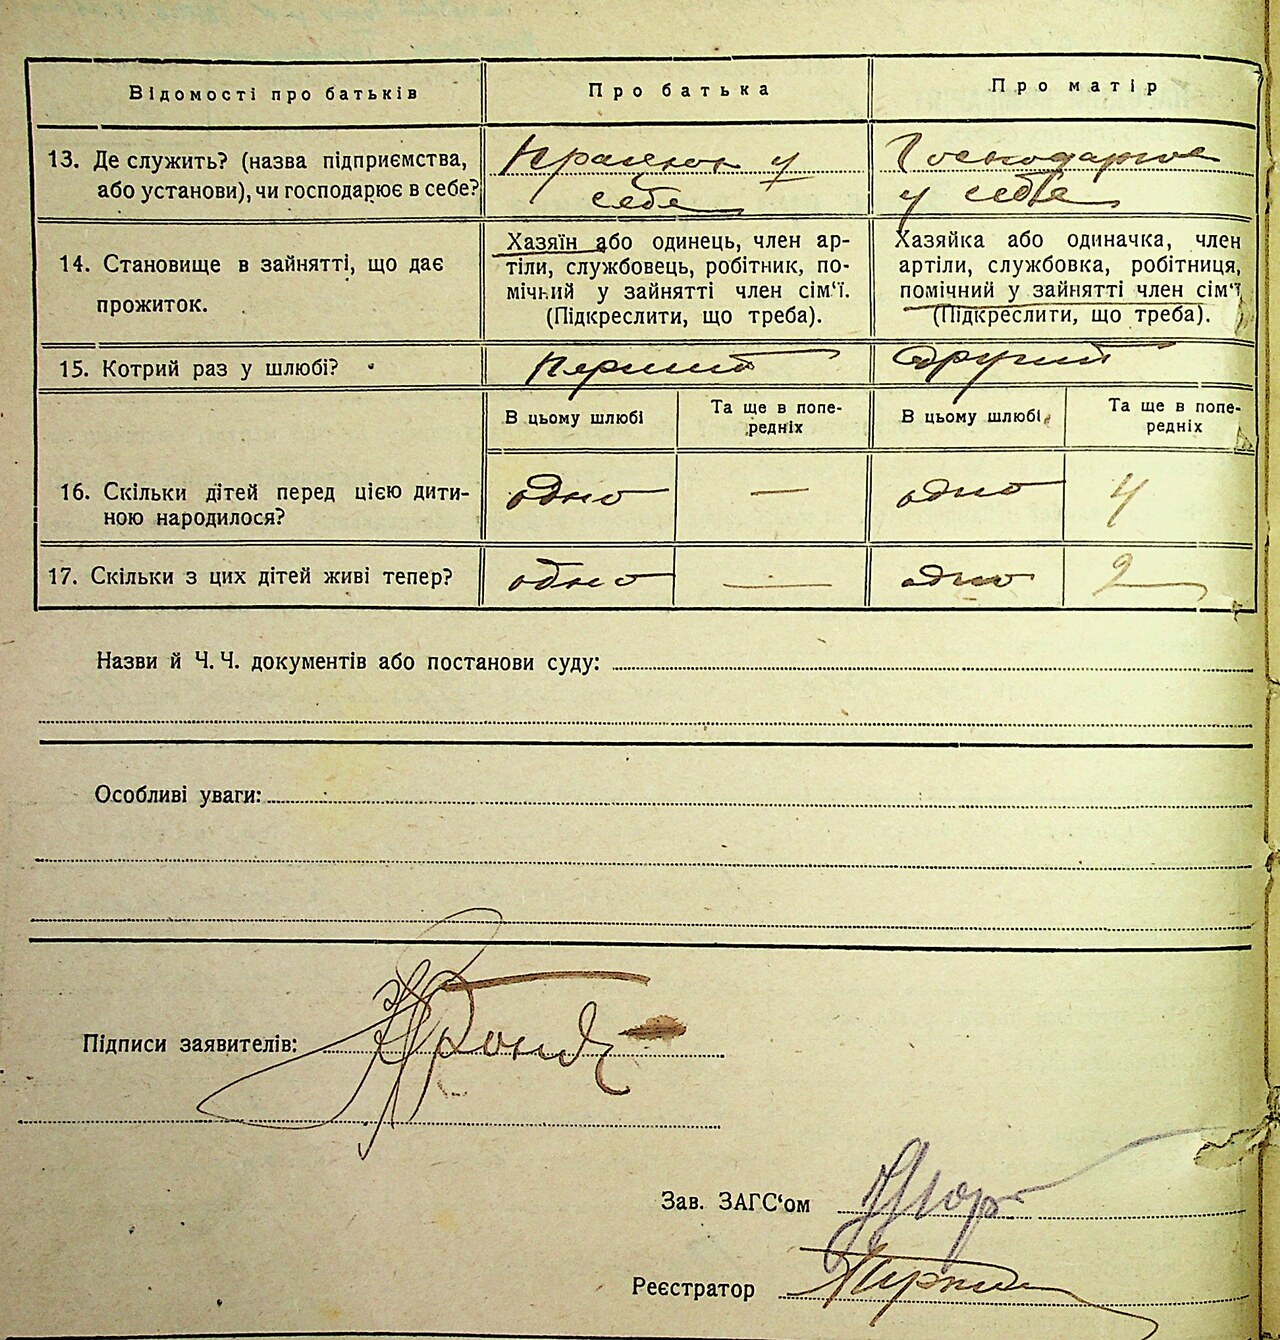 Відомості про батьків
Про батька
Про матір
13. Де служить? (назва підприємства,
або установи), чи господарює в себе?
Працює у
себе
Господарює
у себе
14. Становище в зайнятті, що дає
прожиток.
Хазяїн або одинець, член ар-
тіли, службовець, робітник, по-
мічний у зайнятті член сім‘ї.
(Підкреслити, що треба).
Хазяйка або одиначка, член
артіли, службовка, робітниця,
помічний у зайнятті член сім‘ї
(Підкреслити, що треба).
15. Котрий раз у шлюбі?
Перший
Другий
В цьому шлюбі
Та ще в попе-
редніх
В цьому шлюбі
Та ще в попе-
редніх
16. Скільки дітей перед цією дити-
ною народилося?
одно
—
одно
4
17. Скільки з цих дітей живі тепер?
одно
—
одно
2
Назви й Ч. Ч. документів або постанови суду:
Особливі уваги:
Підписи заявителів:
Зав. ЗАГС‘ом
Реєстратор